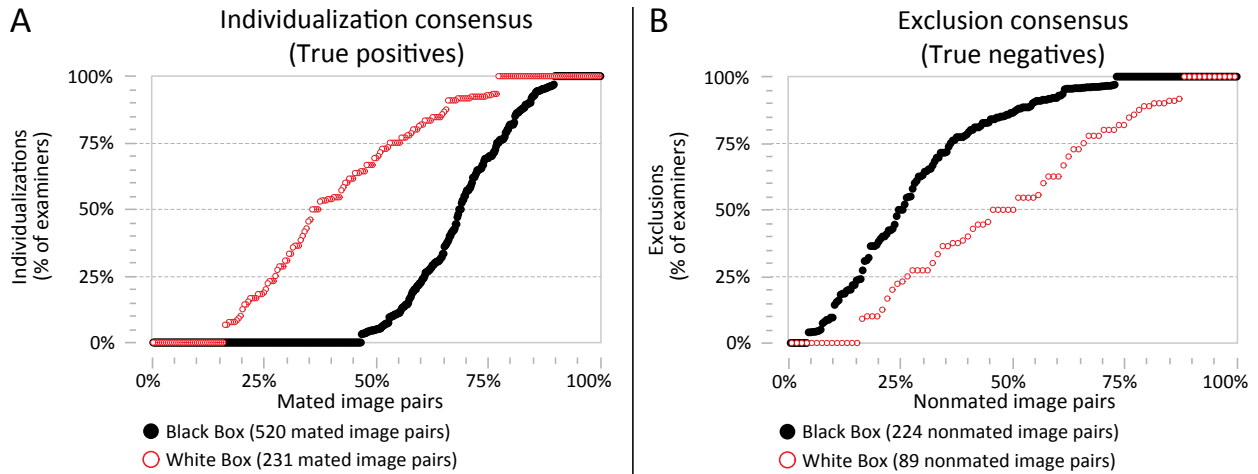 A
Individualization consensus
(True positives)
Individualizations
(% of examiners)
100%
75%
50%
25%
0%
0%
25%
50%
75%
100%
Mated image pairs
Black Box (520 mated image pairs)
White Box (231 mated image pairs)
B
Exclusion consensus
(True negatives)
Exclusions
(% of examiners)
100%
75%
50%
25%
0%
0%
25%
50%
75%
100%
Nonmated image pairs
Black Box (224 nonmated image pairs)
White Box (89 nonmated image pairs)